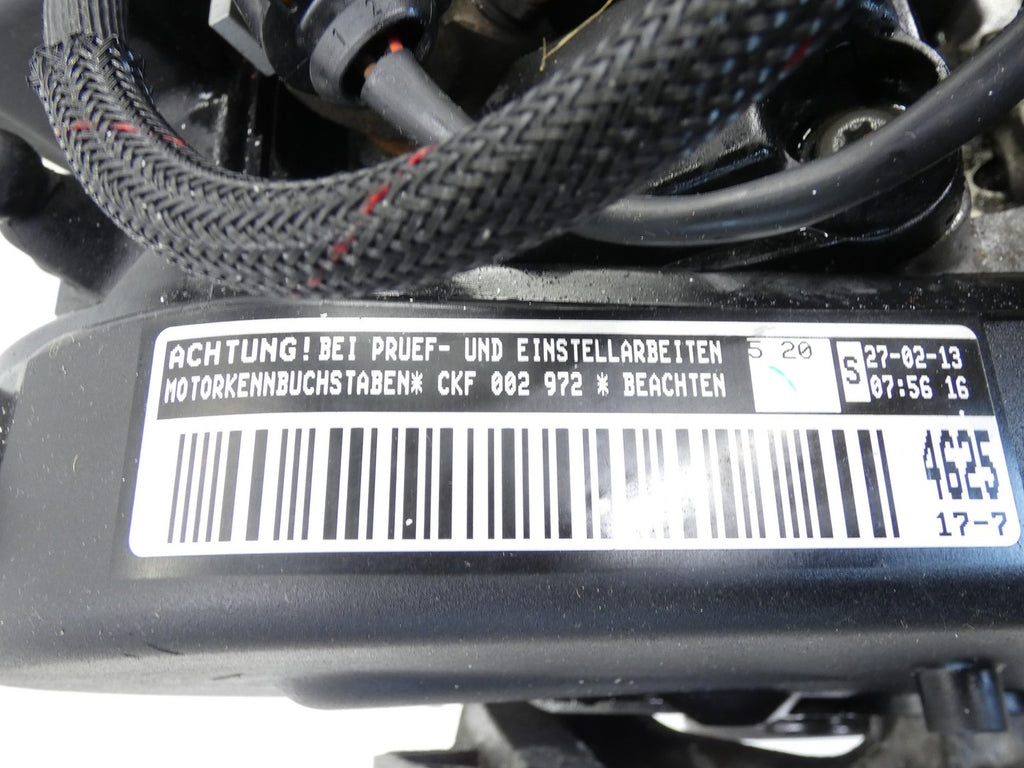 ACHTUNG! BEI PRUEF- UND EINSTELLARBEITEN 5 20 S 27-02-13
MOTORKENNBUCHSTABEN* CKF 002 972 * BEACHTEN 07:56 16
4625
17-7
1